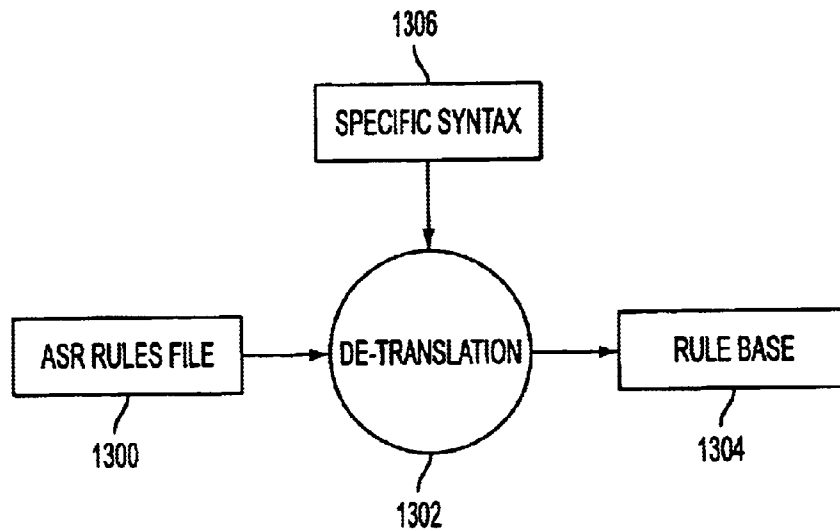 1306
SPECIFIC SYNTAX
ASR RULES FILE
DE-TRANSLATION
RULE BASE
1300
1304
1302